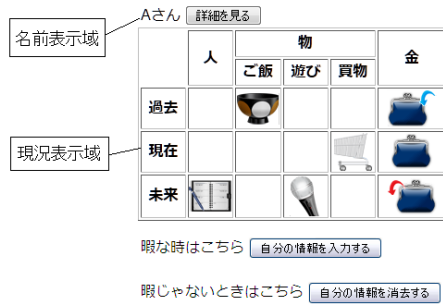 Aさん 詳細を見る
名前表示域
人 物 金
ご飯 遊び 買物
過去
現況表示域
現在
未来
暇な時はこちら 自分の情報を入力する
暇じゃないときはこちら 自分の情報を消去する